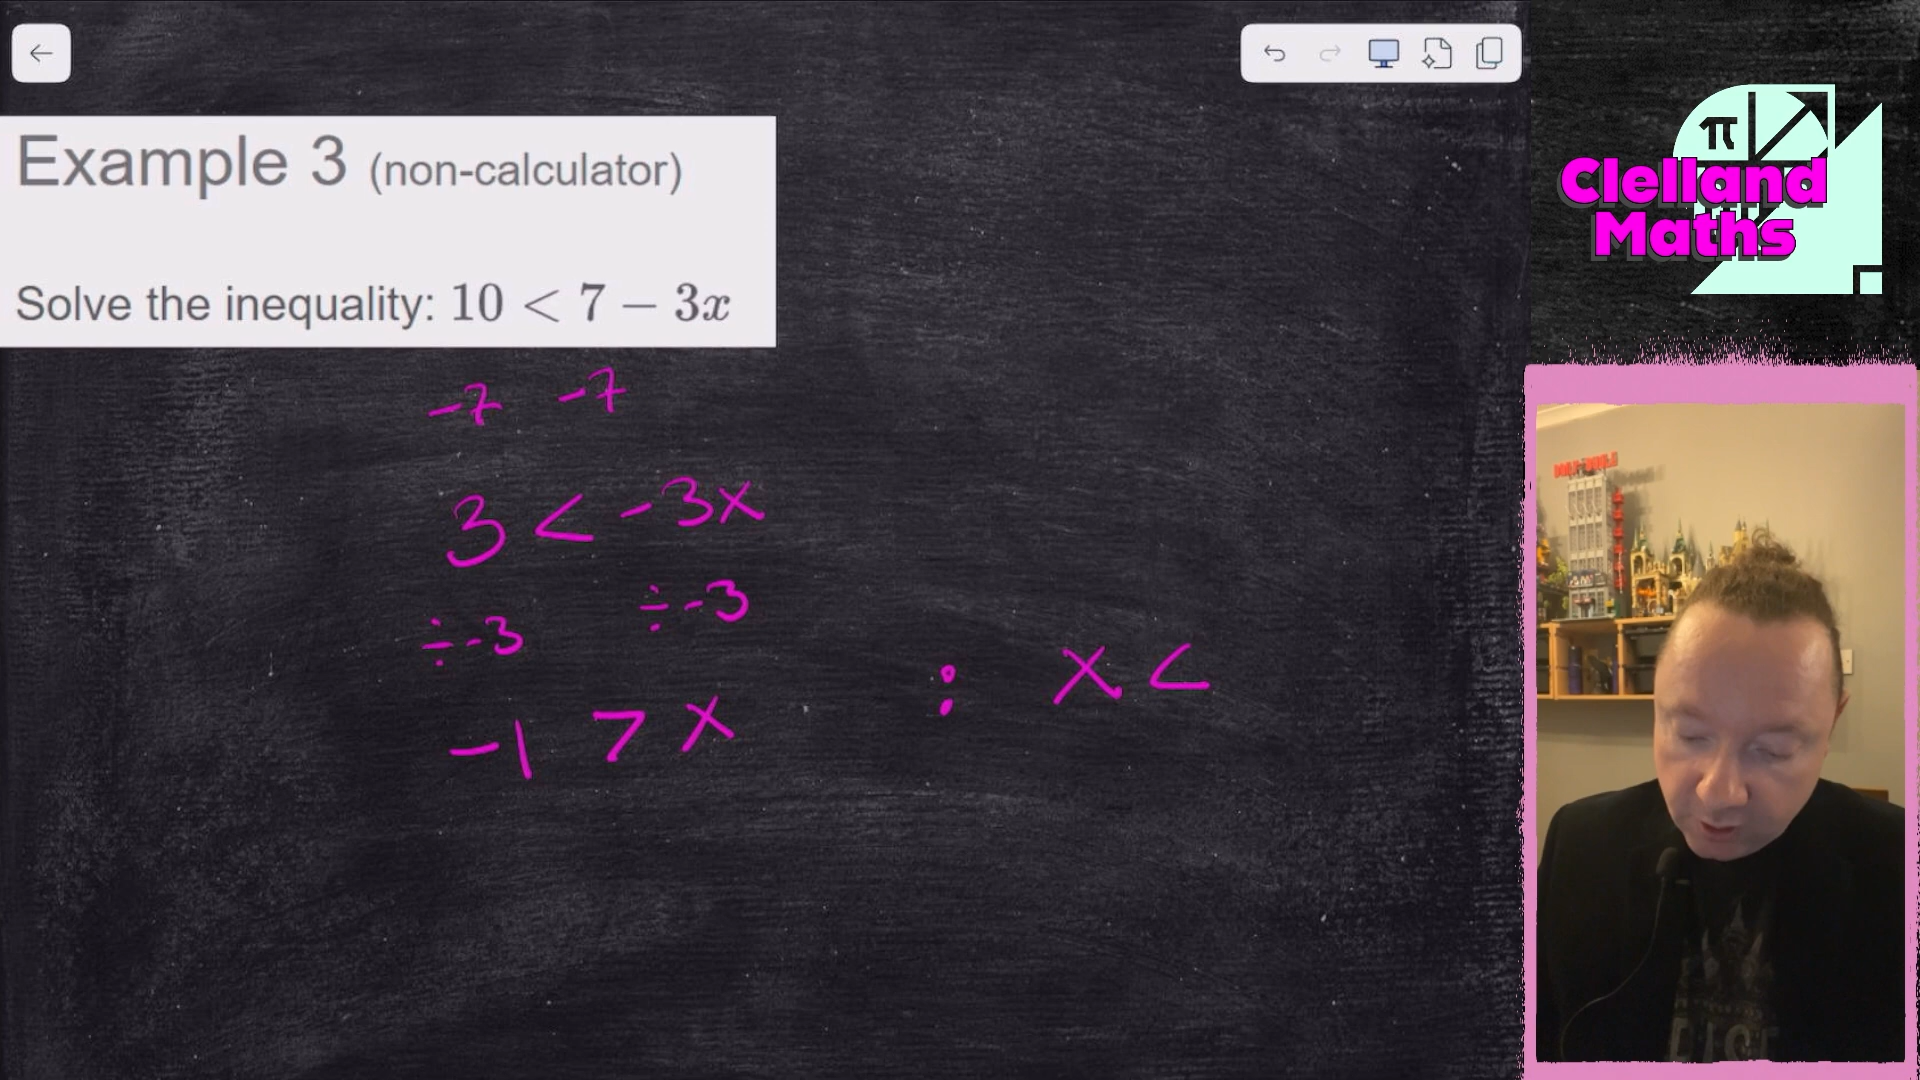 Example 3 (non-calculator)
Solve the inequality: 10 < 7 − 3x
-7 -7
3 < -3x
÷-3 ÷-3
-1 > x : x <
π
Clelland
Maths